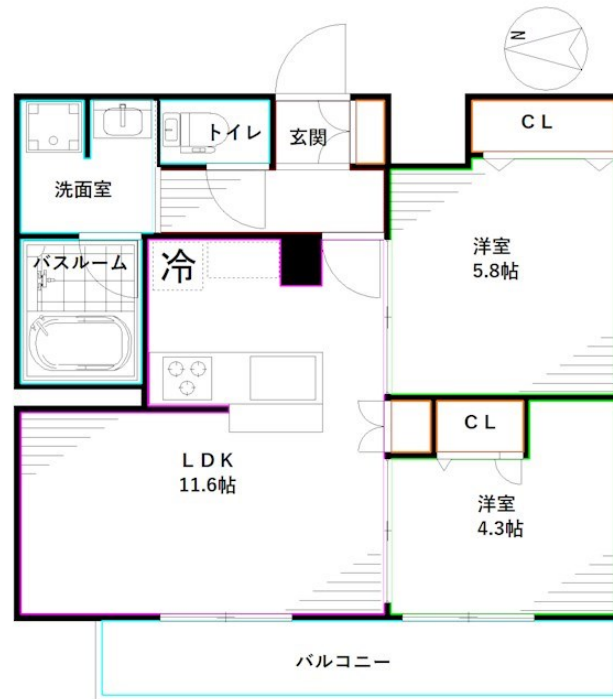 N
CL
トイレ
玄関
洗面室
バスルーム
冷
洋室
5.8帖
CL
LDK
11.6帖
洋室
4.3帖
バルコニー